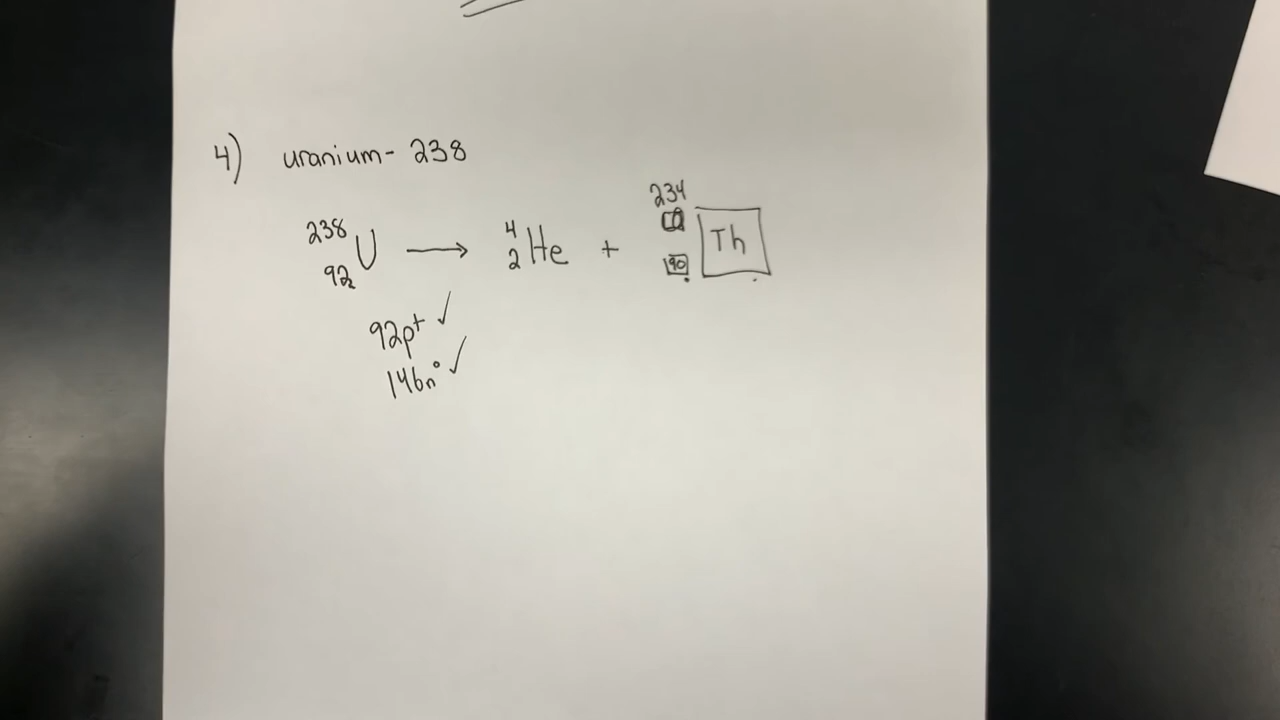 4) uranium-238
234
238 92 U → 4 2 He + 90 Th
92p+ ✓
146n° ✓